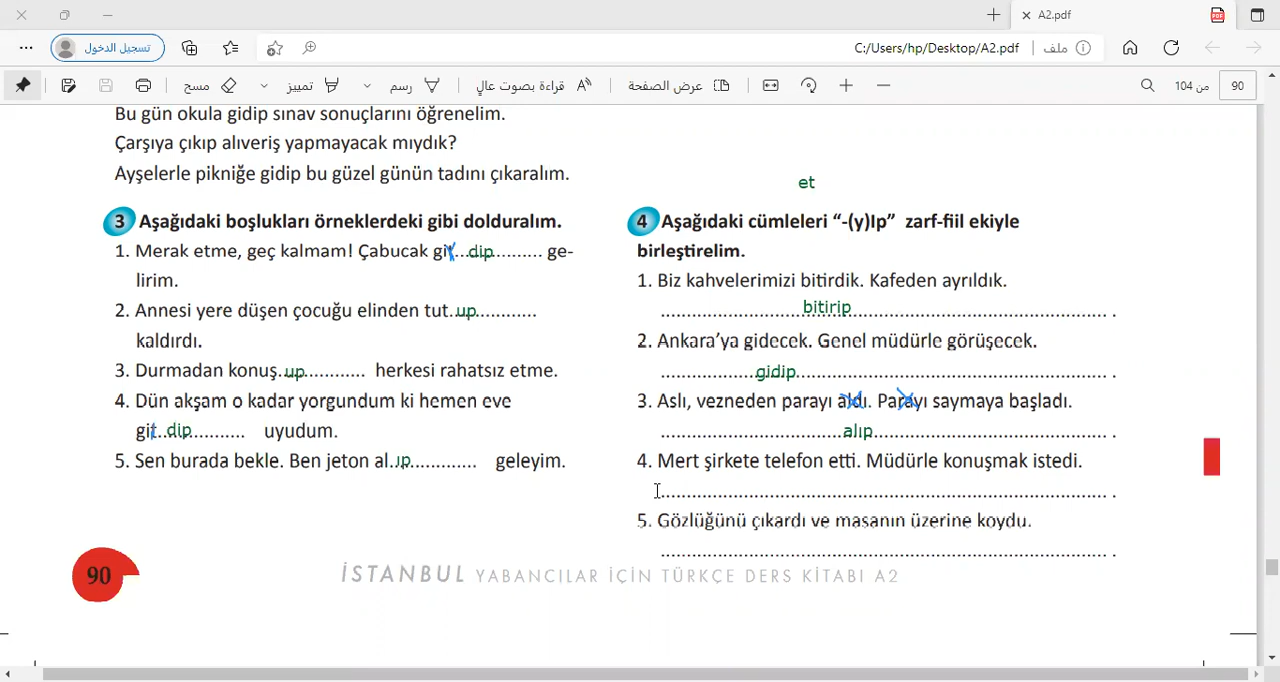 A2.pdf
تسجيل الدخول
C:/Users/hp/Desktop/A2.pdf
ملف
مسح
تمييز
رسم
قراءة بصوت عالٍ
عرض الصفحة
من 104
90
Bu gün okula gidip sınav sonuçlarını öğrenelim.
Çarşıya çıkıp alıveriş yapmayacak mıydık?
Ayşelerle pikniğe gidip bu güzel günün tadını çıkaralım.
3 Aşağıdaki boşlukları örneklerdeki gibi dolduralım.
1. Merak etme, geç kalmam! Çabucak git...dip.......... ge-
lirim.
2. Annesi yere düşen çocuğu elinden tut..up............
kaldırdı.
3. Durmadan konuş..up............ herkesi rahatsız etme.
4. Dün akşam o kadar yorgundum ki hemen eve
git..dip............ uyudum.
5. Sen burada bekle. Ben jeton al..ıp............. geleyim.
et
4 Aşağıdaki cümleleri “-(y)Ip” zarf-fiil ekiyle
birleştirelim.
1. Biz kahvelerimizi bitirdik. Kafeden ayrıldık.
bitirip
2. Ankara’ya gidecek. Genel müdürle görüşecek.
gidip
3. Aslı, vezneden parayı aldı. Parayı saymaya başladı.
alıp
4. Mert şirkete telefon etti. Müdürle konuşmak istedi.
5. Gözlüğünü çıkardı ve masanın üzerine koydu.
90
İSTANBUL YABANCILAR İÇİN TÜRKÇE DERS KİTABI A2